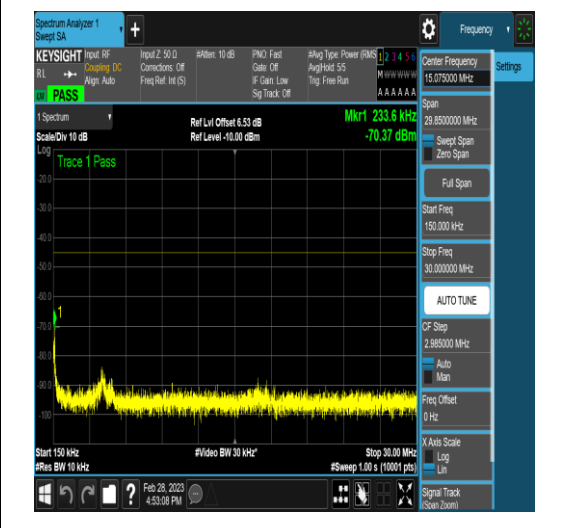 Spectrum Analyzer 1
Swept SA
+
Frequency
KEYSIGHT
RL
PASS
Input: RF
Coupling: DC
Align: Auto
Input Z: 50 Ω
Corrections: Off
Freq Ref: Int (S)
#Atten: 10 dB
PNO: Fast
Gate: Off
IF Gain: Low
Sig Track: Off
#Avg Type: Power (RMS
Avg|Hold: 5/5
Trig: Free Run
1 2 3 4 5 6
M W W W W W
A A A A A A
1 Spectrum
Scale/Div 10 dB
Ref Lvl Offset 6.53 dB
Ref Level -10.00 dBm
Mkr1 233.6 kHz
-70.37 dBm
Log
Trace 1 Pass
-20.0
-30.0
-40.0
-50.0
-60.0
-70.0
-80.0
-90.0
-100
1
Start 150 kHz
#Res BW 10 kHz
#Video BW 30 kHz*
Stop 30.00 MHz
#Sweep 1.00 s (10001 pts)
Feb 28, 2023
4:53:08 PM
?
Center Frequency
15.075000 MHz
Settings
Span
29.8500000 MHz
Swept Span
Zero Span
Full Span
Start Freq
150.000 kHz
Stop Freq
30.000000 MHz
AUTO TUNE
CF Step
2.985000 MHz
Auto
Man
Freq Offset
0 Hz
X Axis Scale
Log
Lin
Signal Track
(Span Zoom)